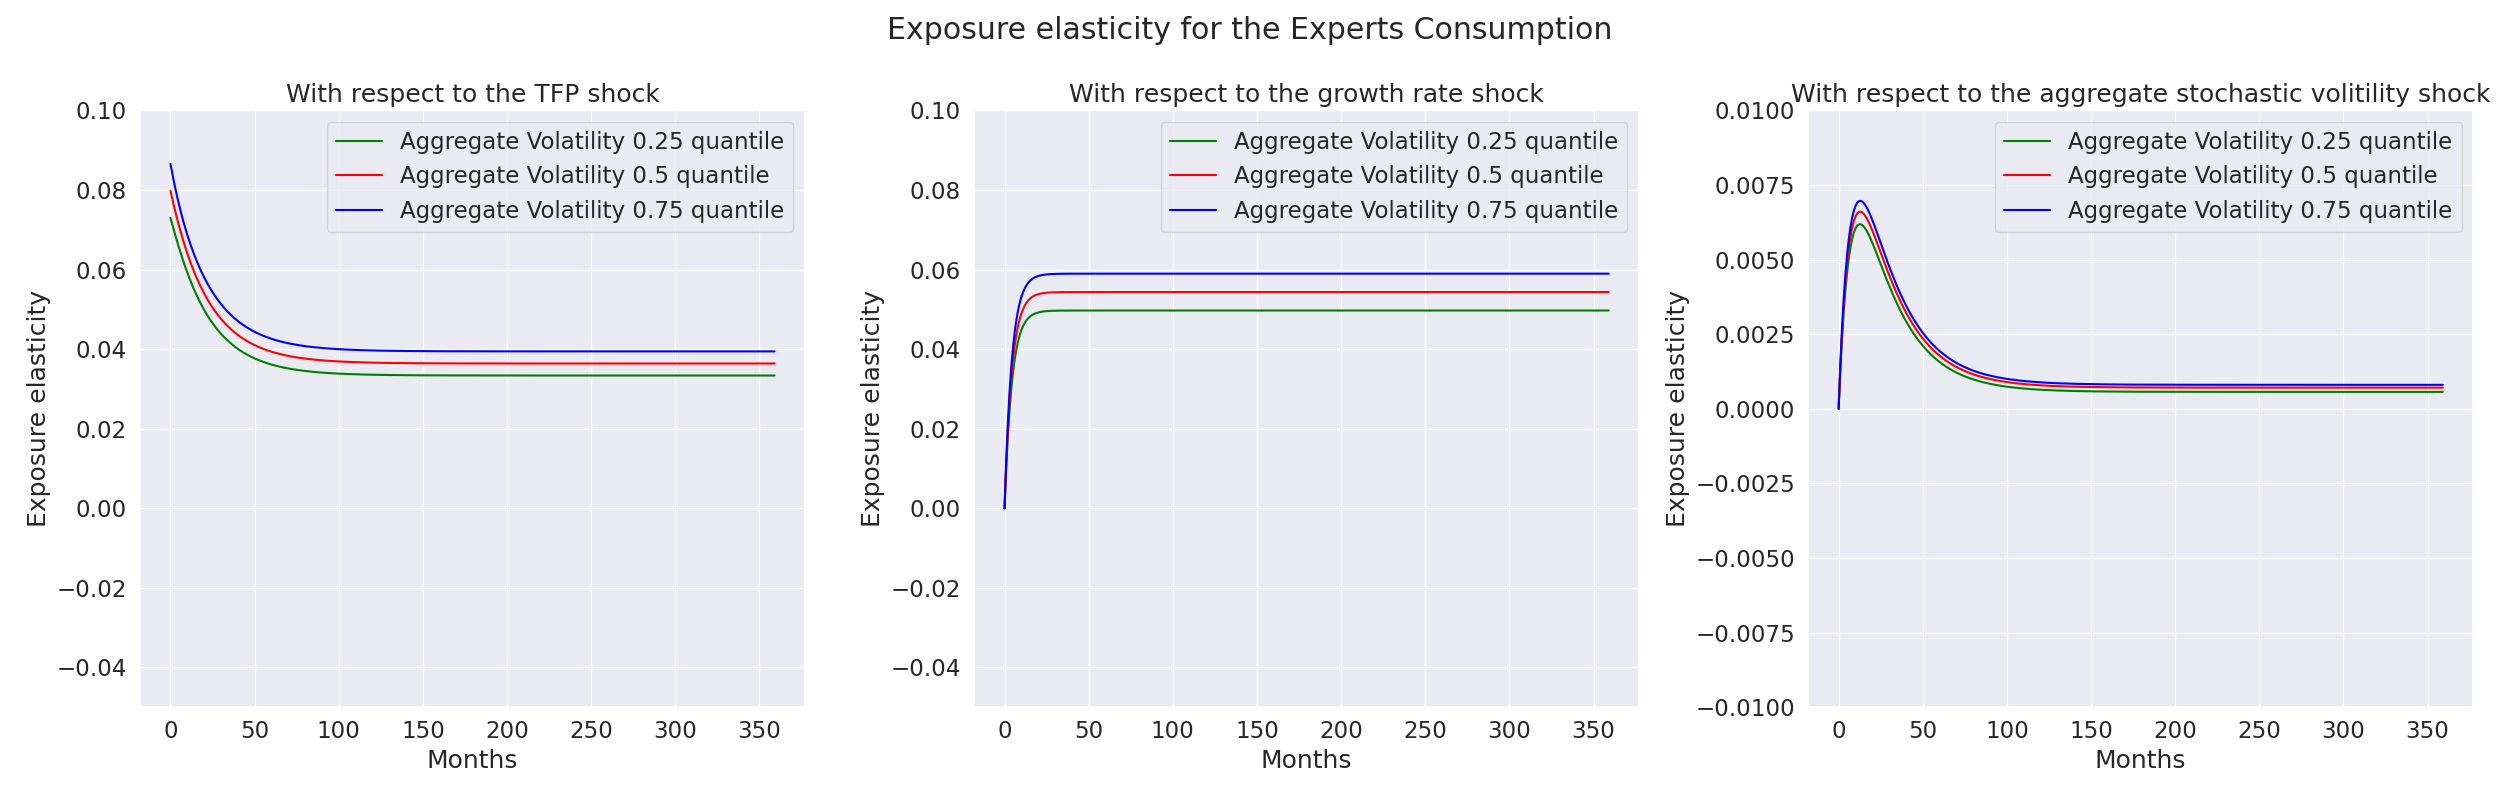 Exposure elasticity for the Experts Consumption
With respect to the TFP shock
0.10
0.08
0.06
0.04
0.02
0.00
−0.02
−0.04
Exposure elasticity
Aggregate Volatility 0.25 quantile
Aggregate Volatility 0.5 quantile
Aggregate Volatility 0.75 quantile
0 50 100 150 200 250 300 350
Months
With respect to the growth rate shock
0.10
0.08
0.06
0.04
0.02
0.00
−0.02
−0.04
Exposure elasticity
Aggregate Volatility 0.25 quantile
Aggregate Volatility 0.5 quantile
Aggregate Volatility 0.75 quantile
0 50 100 150 200 250 300 350
Months
With respect to the aggregate stochastic volitility shock
0.0100
0.0075
0.0050
0.0025
0.0000
−0.0025
−0.0050
−0.0075
−0.0100
Exposure elasticity
Aggregate Volatility 0.25 quantile
Aggregate Volatility 0.5 quantile
Aggregate Volatility 0.75 quantile
0 50 100 150 200 250 300 350
Months